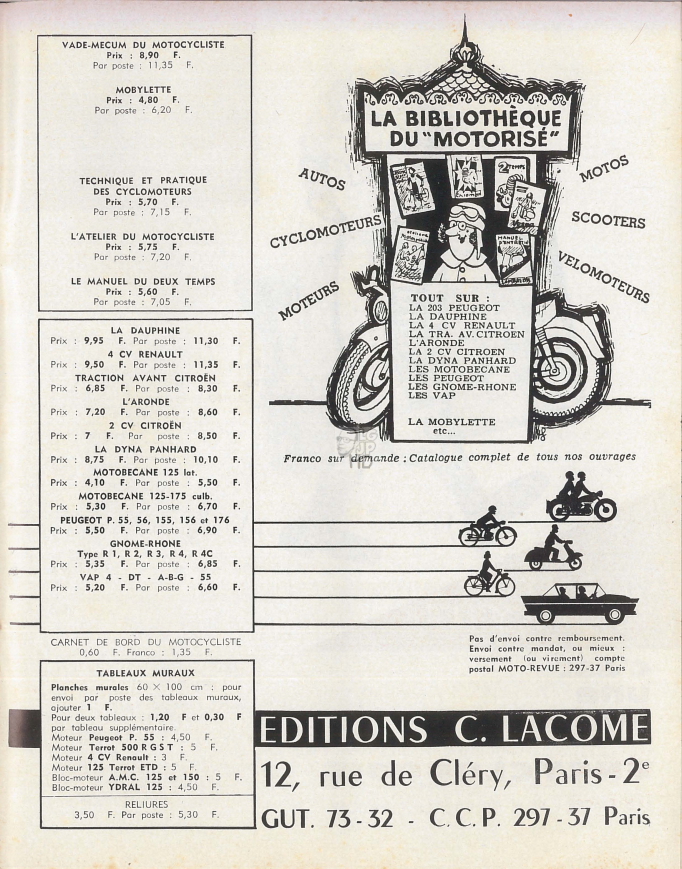 VADE-MECUM DU MOTOCYCLISTE
Prix : 8,90 F.
Par poste : 11,35 F.
MOBYLETTE
Prix : 4,80 F.
Par poste : 6,20 F.
TECHNIQUE ET PRATIQUE
DES CYCLOMOTEURS
Prix : 5,70 F.
Par poste : 7,15 F.
L'ATELIER DU MOTOCYCLISTE
Prix : 5,75 F.
Par poste : 7,20 F.
LE MANUEL DU DEUX TEMPS
Prix : 5,60 F.
Par poste : 7,05 F.
LA DAUPHINE
Prix : 9,95 F. Par poste : 11,30 F.
4 CV RENAULT
Prix : 9,50 F. Par poste : 11,35 F.
TRACTION AVANT CITROËN
Prix : 6,85 F. Par poste : 8,30 F.
L'ARONDE
Prix : 7,20 F. Par poste : 8,60 F.
2 CV CITROËN
Prix : 7 F. Par poste : 8,50 F.
LA DYNA PANHARD
Prix : 8,75 F. Par poste : 10,10 F.
MOTOBECANE 125 lat.
Prix : 4,10 F. Par poste : 5,50 F.
MOTOBECANE 125-175 culb.
Prix : 5,30 F. Par poste : 6,70 F.
PEUGEOT P. 55, 56, 155, 156 et 176
Prix : 5,50 F. Par poste : 6,90 F.
GNOME-RHONE
Type R 1, R 2, R 3, R 4, R 4C
Prix : 5,35 F. Par poste : 6,85 F.
VAP 4 - DT - A-B-G - 55
Prix : 5,20 F. Par poste : 6,60 F.
CARNET DE BORD DU MOTOCYCLISTE
0,60 F. Franco : 1,35 F.
TABLEAUX MURAUX
Planches murales 60 × 100 cm : pour
envoi par poste des tableaux muraux,
ajouter 1 F.
Pour deux tableaux : 1,20 F et 0,30 F
par tableau supplémentaire.
Moteur Peugeot P. 55 : 4,50 F.
Moteur Terrot 500 R G S T : 5 F.
Moteur 4 CV Renault : 3 F.
Moteur 125 Terrot ETD : 5 F.
Bloc-moteur A.M.C. 125 et 150 : 5 F.
Bloc-moteur YDRAL 125 : 4,50 F.
RELIURES
3,50 F. Par poste : 5,30 F.
LA BIBLIOTHÈQUE
DU "MOTORISÉ"
AUTOS
CYCLOMOTEURS
MOTEURS
MOTOS
SCOOTERS
VELOMOTEURS
2 TEMPS
MANUEL
D'ENTRETIEN
TOUT SUR :
LA 203 PEUGEOT
LA DAUPHINE
LA 4 CV RENAULT
LA TRA. AV. CITROEN
L'ARONDE
LA 2 CV CITROEN
LA DYNA PANHARD
LES MOTOBECANE
LES PEUGEOT
LES GNOME-RHONE
LES VAP
LA MOBYLETTE
etc...
Franco sur demande : Catalogue complet de tous nos ouvrages
Pas d'envoi contre remboursement.
Envoi contre mandat, ou mieux :
versement (ou virement) compte
postal MOTO-REVUE : 297-37 Paris
EDITIONS C. LACOME
12, rue de Cléry, Paris - 2e
GUT. 73 - 32 - C. C. P. 297 - 37 Paris